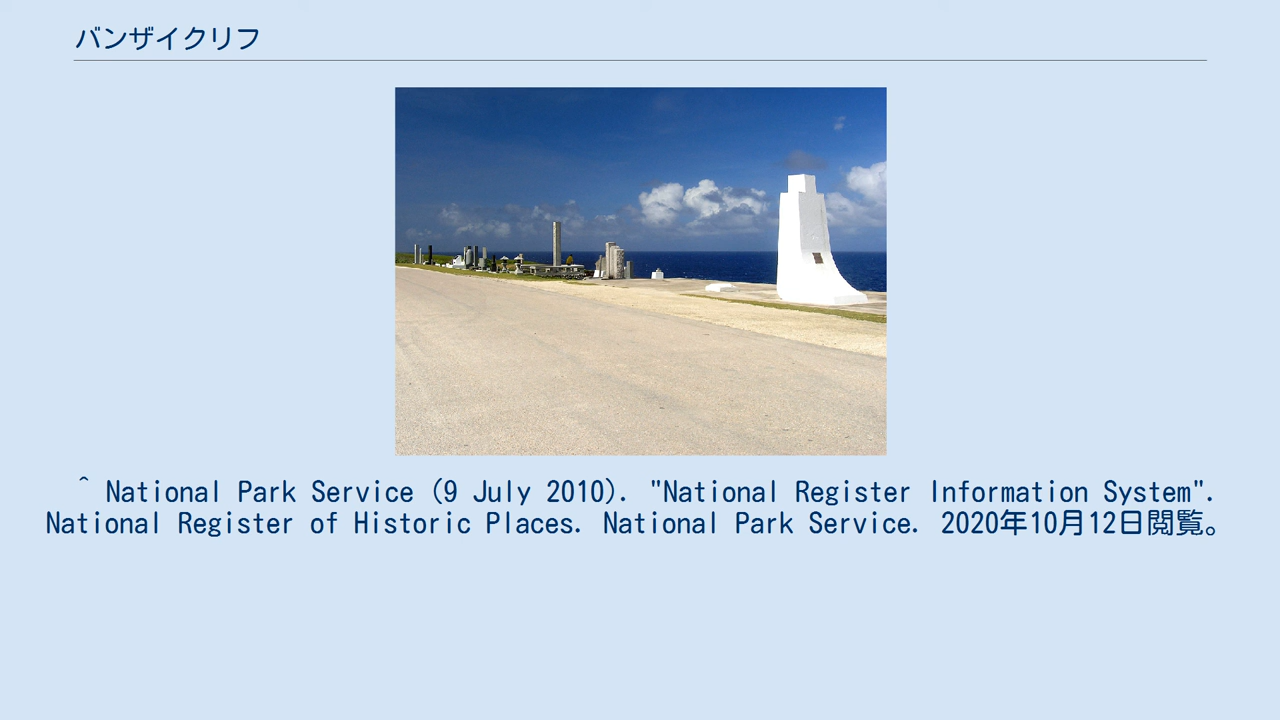 バンザイクリフ
^ National Park Service (9 July 2010). "National Register Information System".
National Register of Historic Places. National Park Service. 2020年10月12日閲覧。